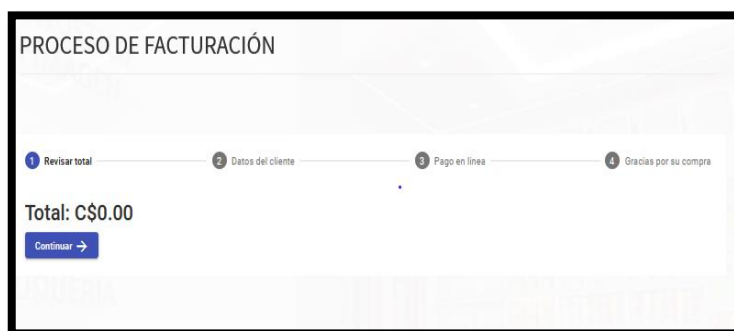 PROCESO DE FACTURACIÓN
1 Revisar total 2 Datos del cliente 3 Pago en línea 4 Gracias por su compra
Total: C$0.00
Continuar →